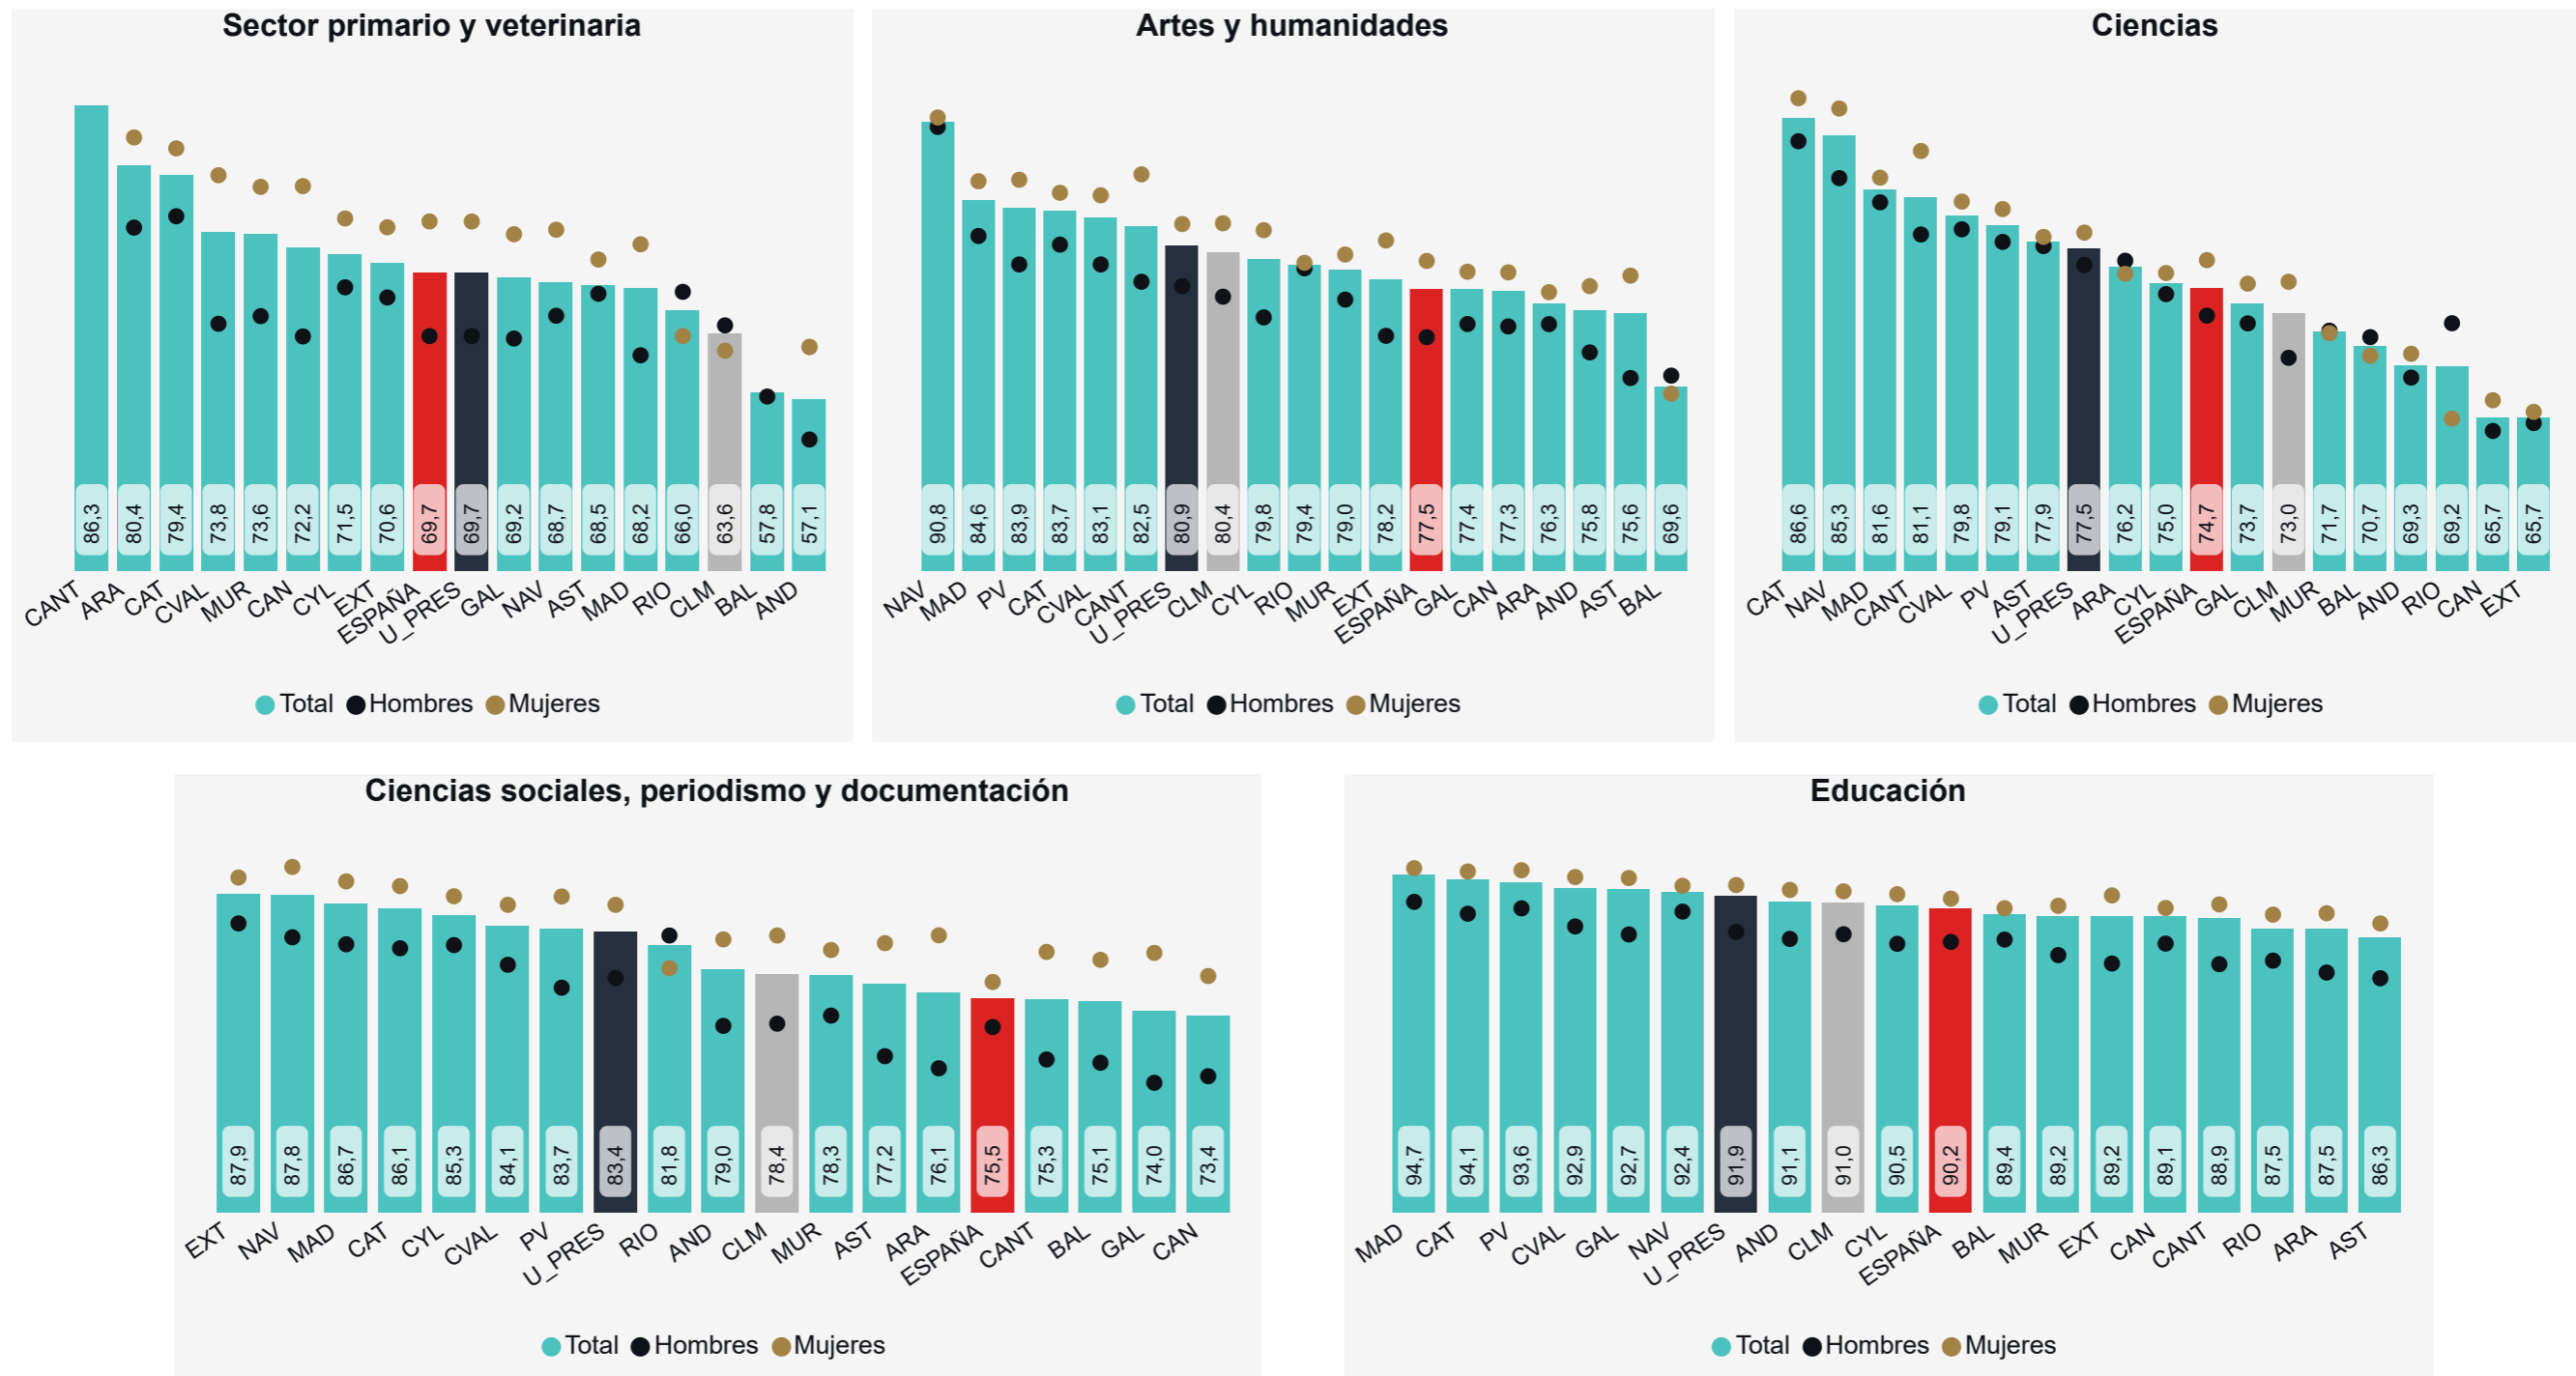 Sector primario y veterinaria
86,3 80,4 79,4 73,8 73,6 72,2 71,5 70,6 69,7 69,7 69,2 68,7 68,5 68,2 66,0 63,6 57,8 57,1
CANT ARA CAT CVAL MUR CAN CYL EXT ESPAÑA U_PRES GAL NAV AST MAD RIO CLM BAL AND
Total Hombres Mujeres
Artes y humanidades
90,8 84,6 83,9 83,7 83,1 82,5 80,9 80,4 79,8 79,4 79,0 78,2 77,5 77,4 77,3 76,3 75,8 75,6 69,6
NAV MAD PV CAT CVAL CANT U_PRES CLM CYL RIO MUR EXT ESPAÑA GAL CAN ARA AND AST BAL
Total Hombres Mujeres
Ciencias
86,6 85,3 81,6 81,1 79,8 79,1 77,9 77,5 76,2 75,0 74,7 73,7 73,0 71,7 70,7 69,3 69,2 65,7 65,7
CAT NAV MAD CANT CVAL PV AST U_PRES ARA CYL ESPAÑA GAL CLM MUR BAL AND RIO CAN EXT
Total Hombres Mujeres
Ciencias sociales, periodismo y documentación
87,9 87,8 86,7 86,1 85,3 84,1 83,7 83,4 81,8 79,0 78,4 78,3 77,2 76,1 75,5 75,3 75,1 74,0 73,4
EXT NAV MAD CAT CYL CVAL PV U_PRES RIO AND CLM MUR AST ARA ESPAÑA CANT BAL GAL CAN
Total Hombres Mujeres
Educación
94,7 94,1 93,6 92,9 92,7 92,4 91,9 91,1 91,0 90,5 90,2 89,4 89,2 89,2 89,1 88,9 87,5 87,5 86,3
MAD CAT PV CVAL GAL NAV U_PRES AND CLM CYL ESPAÑA BAL MUR EXT CAN CANT RIO ARA AST
Total Hombres Mujeres